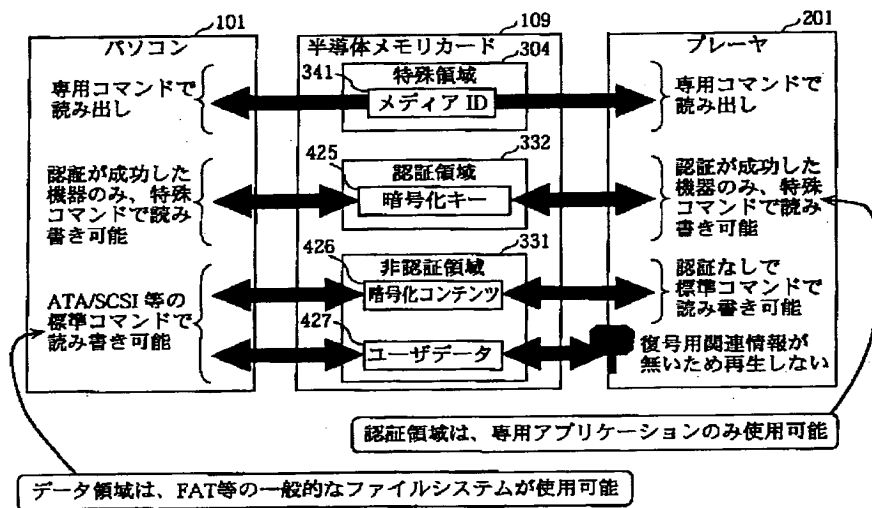 101
パソコン
専用コマンドで
読み出し
認証が成功した
機器のみ、特殊
コマンドで読み
書き可能
ATA/SCSI 等の
標準コマンドで
読み書き可能
109
半導体メモリカード
304
特殊領域
341
メディア ID
332
認証領域
425
暗号化キー
331
非認証領域
426
暗号化コンテンツ
427
ユーザデータ
201
プレーヤ
専用コマンドで
読み出し
認証が成功した
機器のみ、特殊
コマンドで読み
書き可能
認証なしで
標準コマンドで
読み書き可能
復号用関連情報が
無いため再生しない
認証領域は、専用アプリケーションのみ使用可能
データ領域は、FAT等の一般的なファイルシステムが使用可能